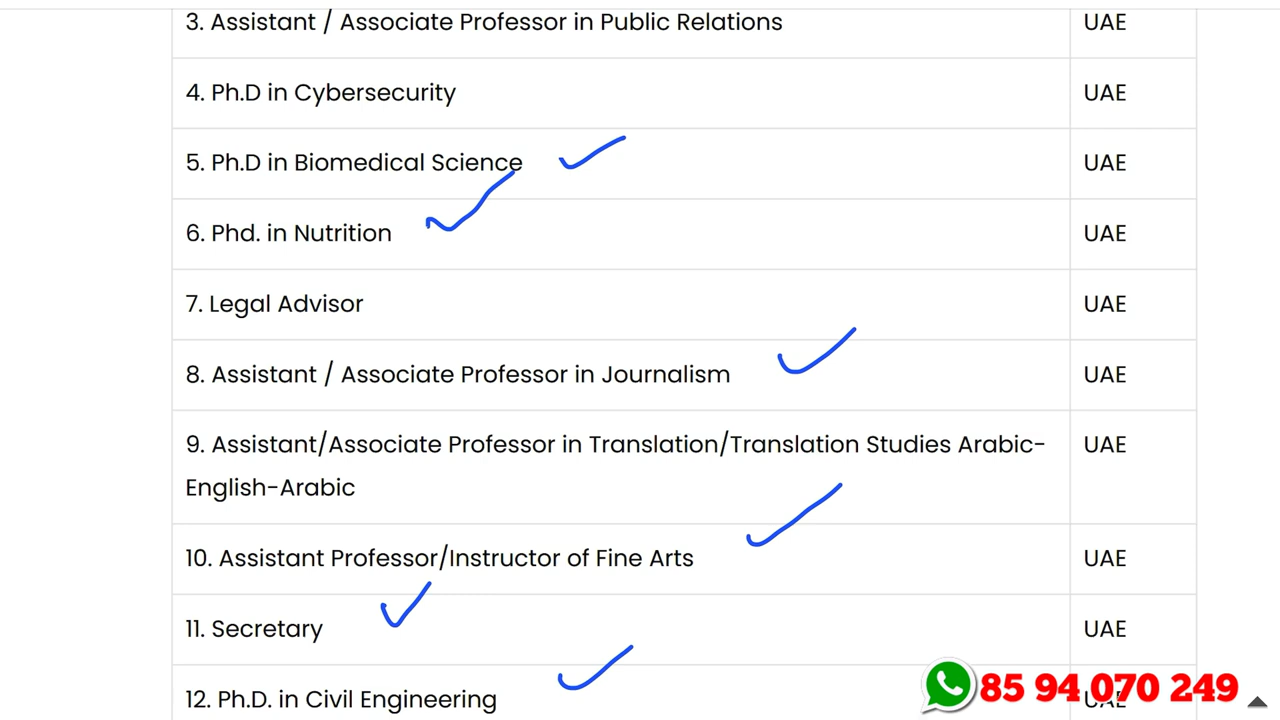 3. Assistant / Associate Professor in Public Relations UAE
4. Ph.D in Cybersecurity UAE
5. Ph.D in Biomedical Science UAE
6. Phd. in Nutrition UAE
7. Legal Advisor UAE
8. Assistant / Associate Professor in Journalism UAE
9. Assistant/Associate Professor in Translation/Translation Studies Arabic- UAE
English-Arabic
10. Assistant Professor/Instructor of Fine Arts UAE
11. Secretary UAE
12. Ph.D. in Civil Engineering UAE
85 94 070 249